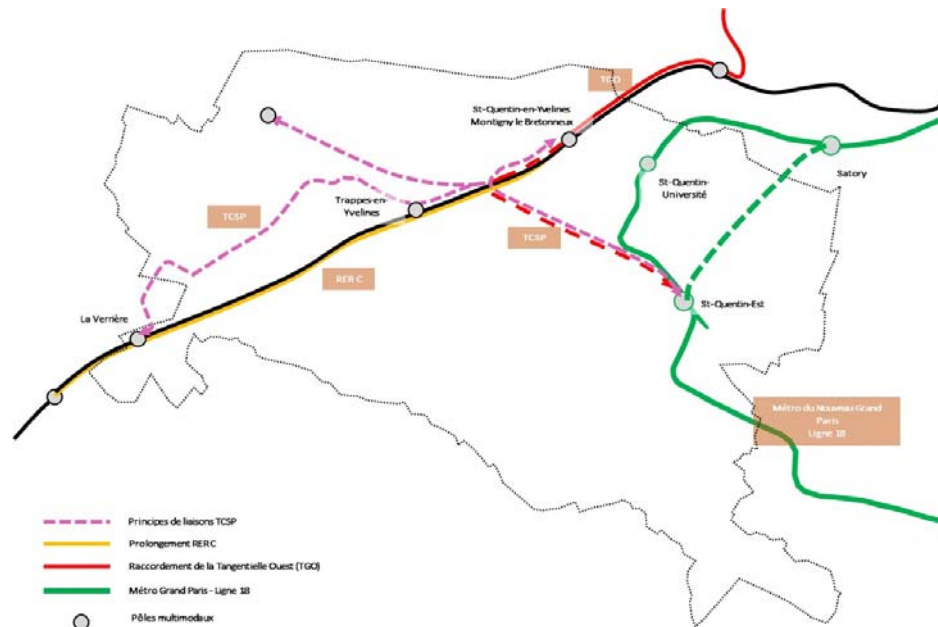 TGO
St-Quentin-en-Yvelines
Montigny le Bretonneux
St-Quentin-
Université
Satory
Trappes-en-
Yvelines
TCSP
TCSP
RER C
St-Quentin-Est
La Verrière
Métro du Nouveau Grand
Paris
Ligne 18
Principes de liaisons TCSP
Prolongement RER C
Raccordement de la Tangentielle Ouest (TGO)
Métro Grand Paris - Ligne 18
Pôles multimodaux